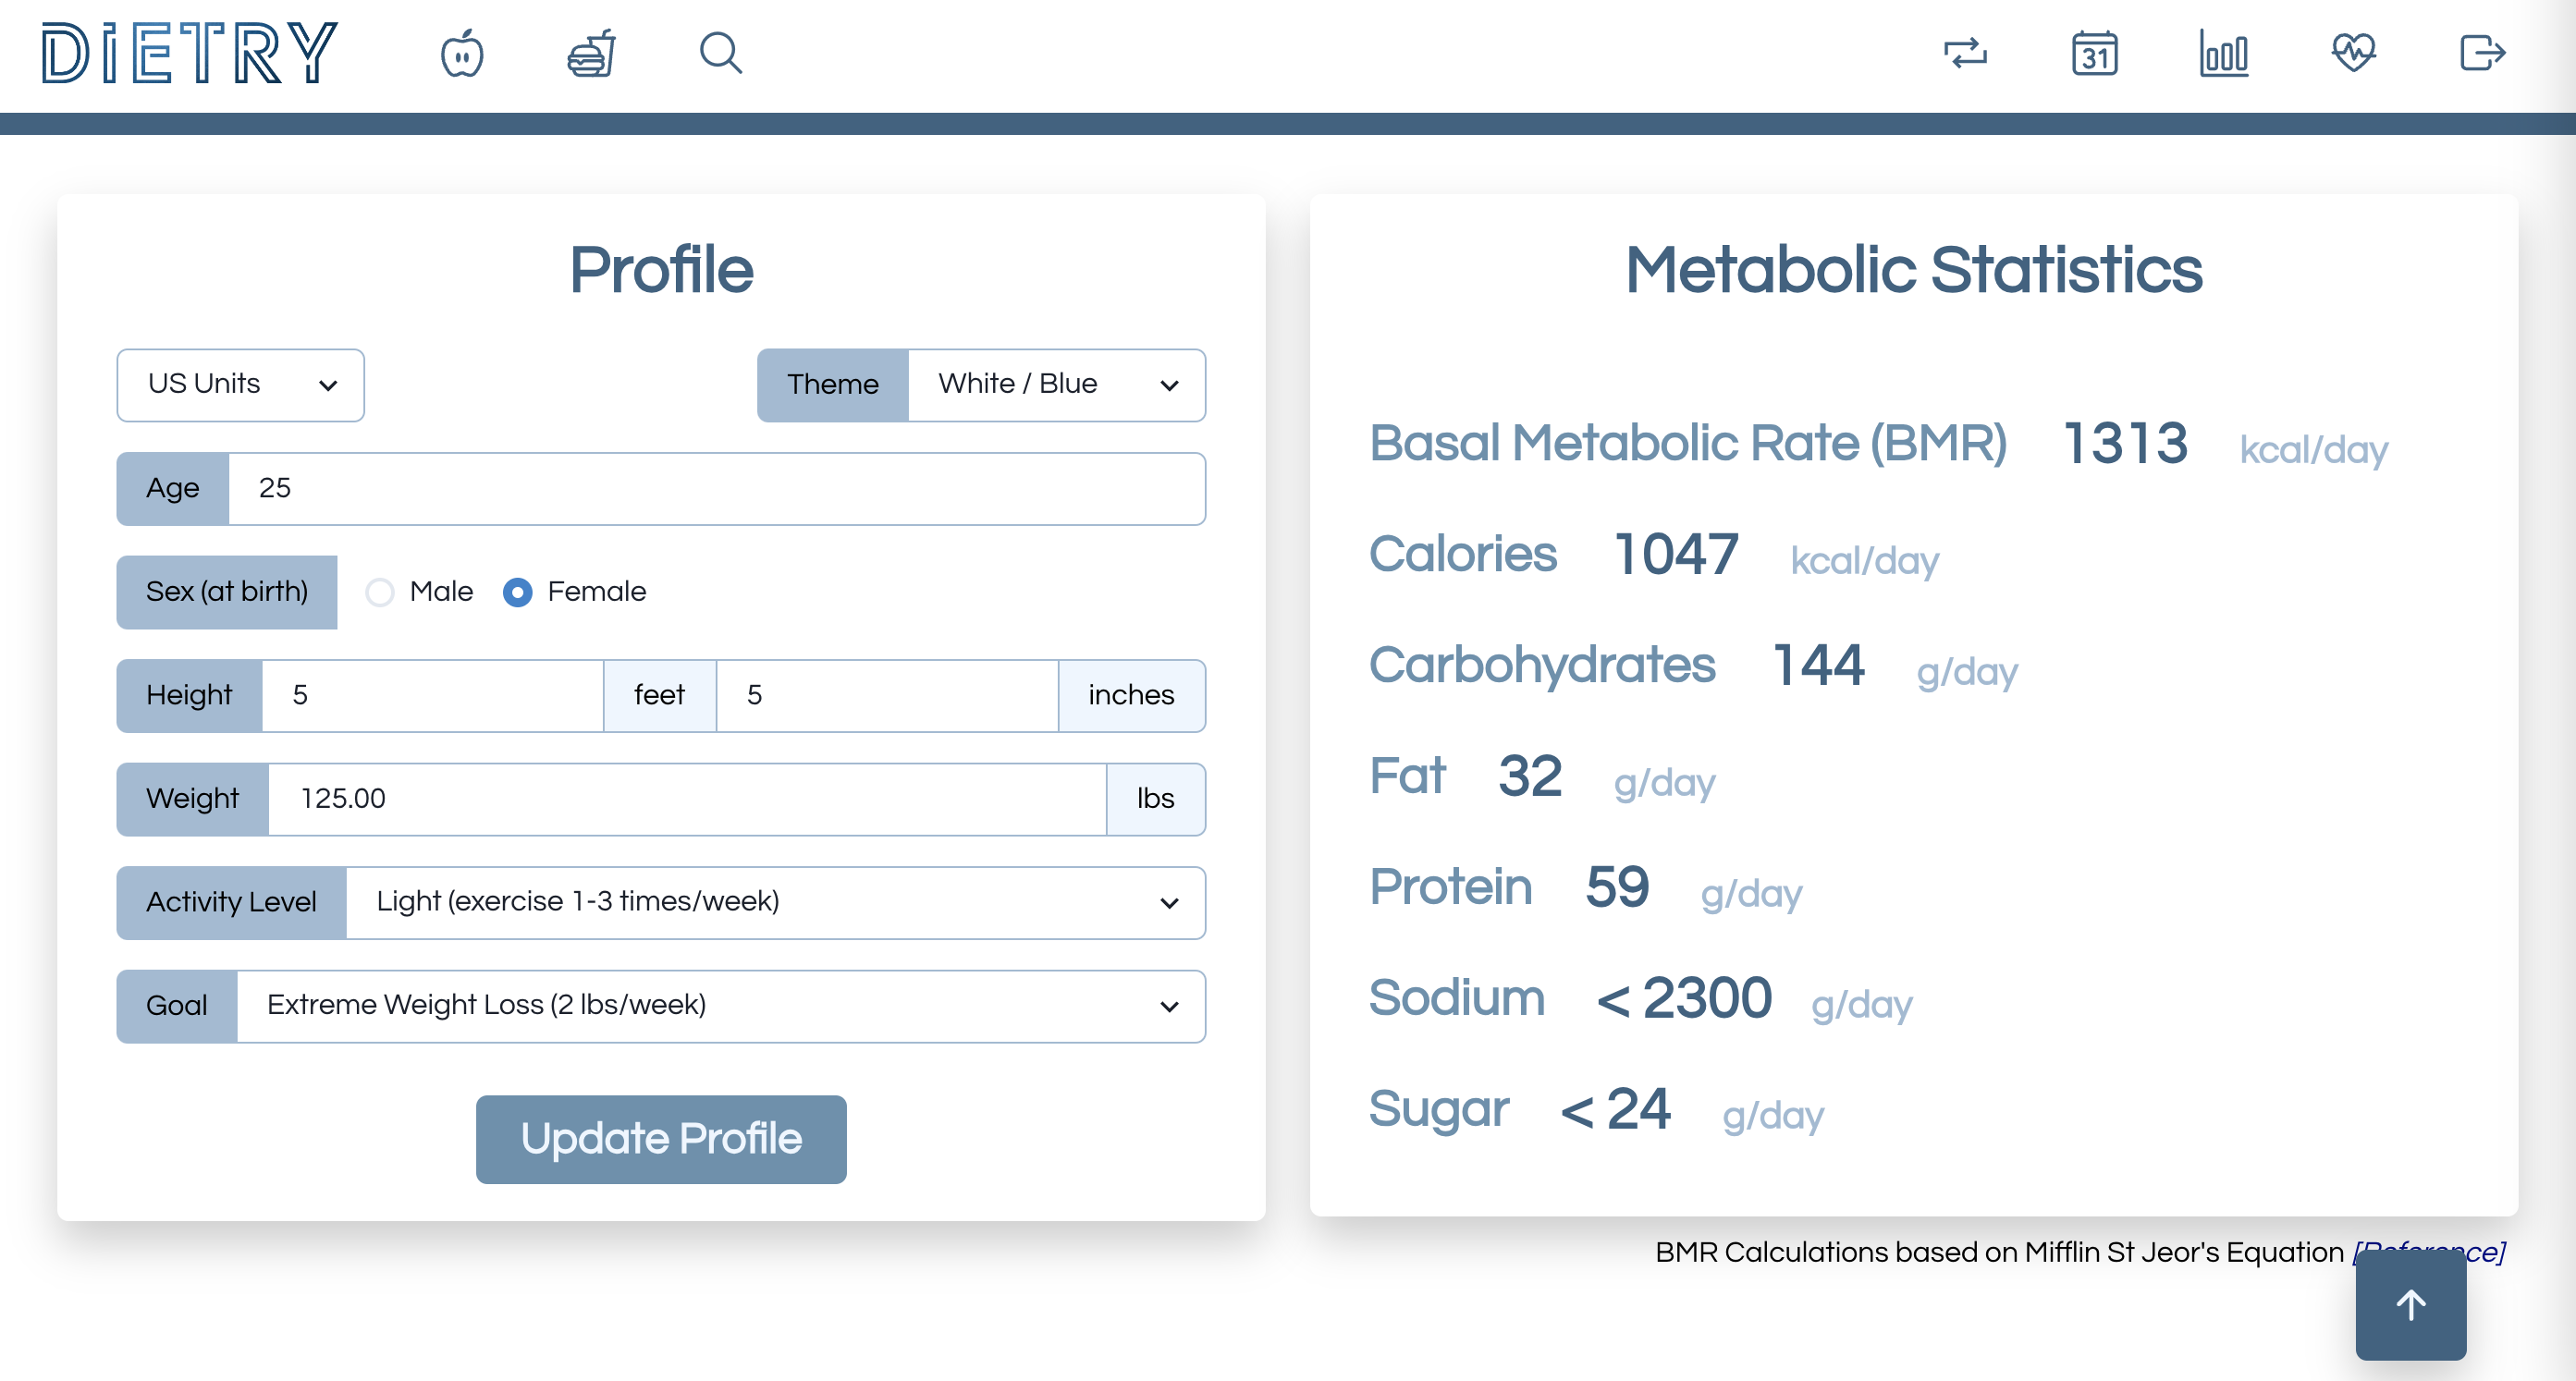 DiETRY
31
Profile
US Units
Theme White / Blue
Age 25
Sex (at birth) Male Female
Height 5 feet 5 inches
Weight 125.00 lbs
Activity Level Light (exercise 1-3 times/week)
Goal Extreme Weight Loss (2 lbs/week)
Update Profile
Metabolic Statistics
Basal Metabolic Rate (BMR) 1313 kcal/day
Calories 1047 kcal/day
Carbohydrates 144 g/day
Fat 32 g/day
Protein 59 g/day
Sodium < 2300 g/day
Sugar < 24 g/day
BMR Calculations based on Mifflin St Jeor's Equation [Reference]